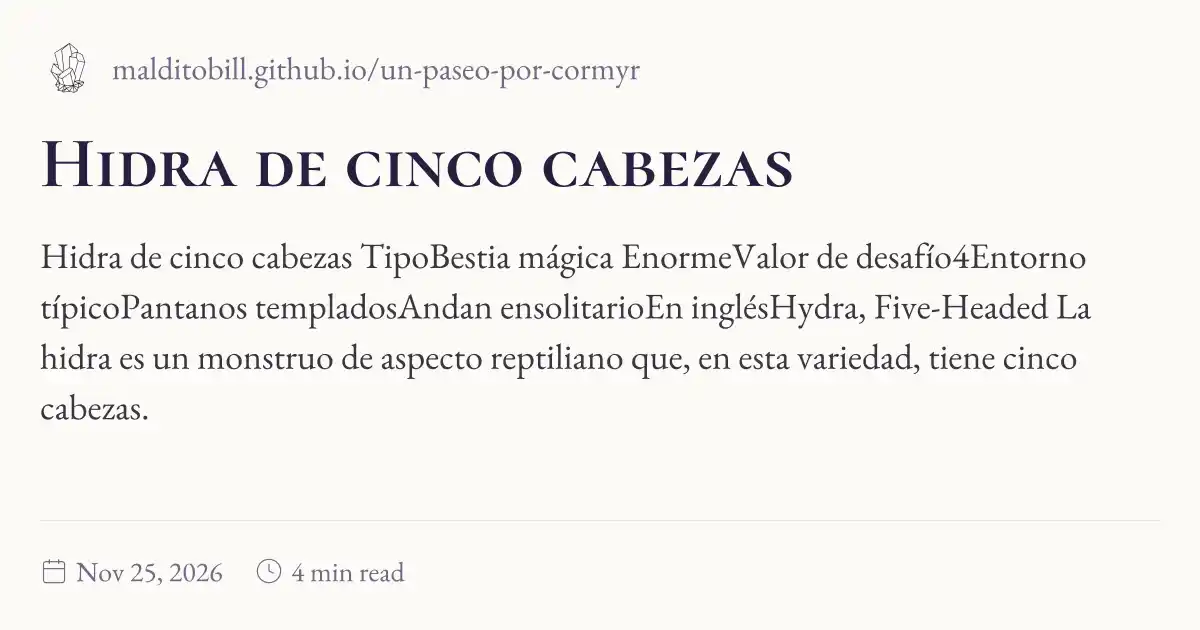 malditobill.github.io/un-paseo-por-cormyr
Hidra de cinco cabezas
Hidra de cinco cabezas TipoBestia mágica EnormeValor de desafío4Entorno
típicoPantanos templadosAndan ensolitarioEn inglésHydra, Five-Headed La
hidra es un monstruo de aspecto reptiliano que, en esta variedad, tiene cinco
cabezas.
Nov 25, 2026 4 min read